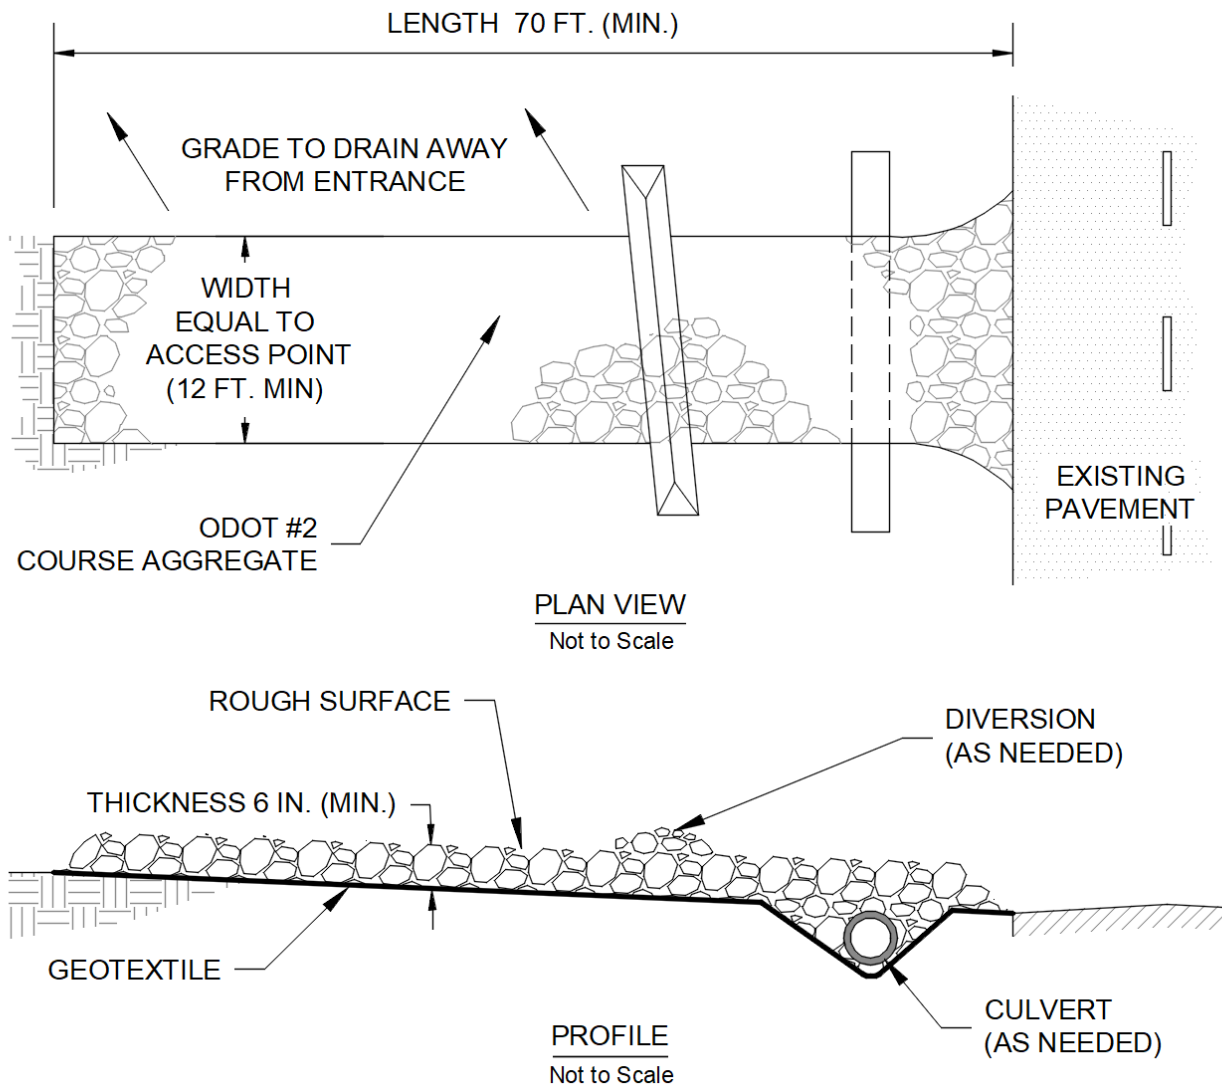 LENGTH  70 FT. (MIN.)
GRADE TO DRAIN AWAY
FROM ENTRANCE
WIDTH
EQUAL TO
ACCESS POINT
(12 FT. MIN)
ODOT #2
COURSE AGGREGATE
EXISTING
PAVEMENT
PLAN VIEW
Not to Scale
ROUGH SURFACE
DIVERSION
(AS NEEDED)
THICKNESS 6 IN. (MIN.)
GEOTEXTILE
CULVERT
(AS NEEDED)
PROFILE
Not to Scale